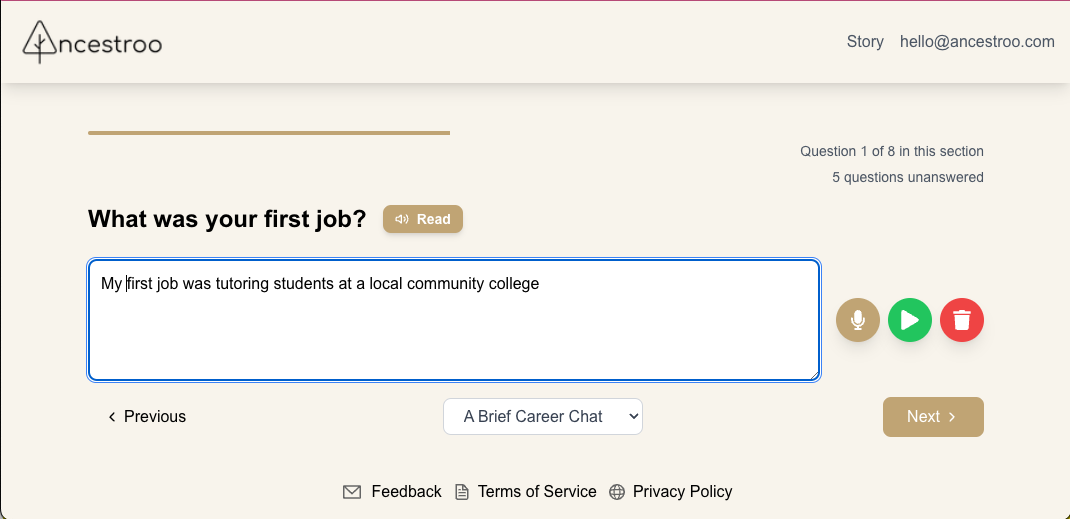 Ancestroo
Story hello@ancestroo.com
Question 1 of 8 in this section
5 questions unanswered
What was your first job? Read
My first job was tutoring students at a local community college
Previous A Brief Career Chat Next
Feedback Terms of Service Privacy Policy